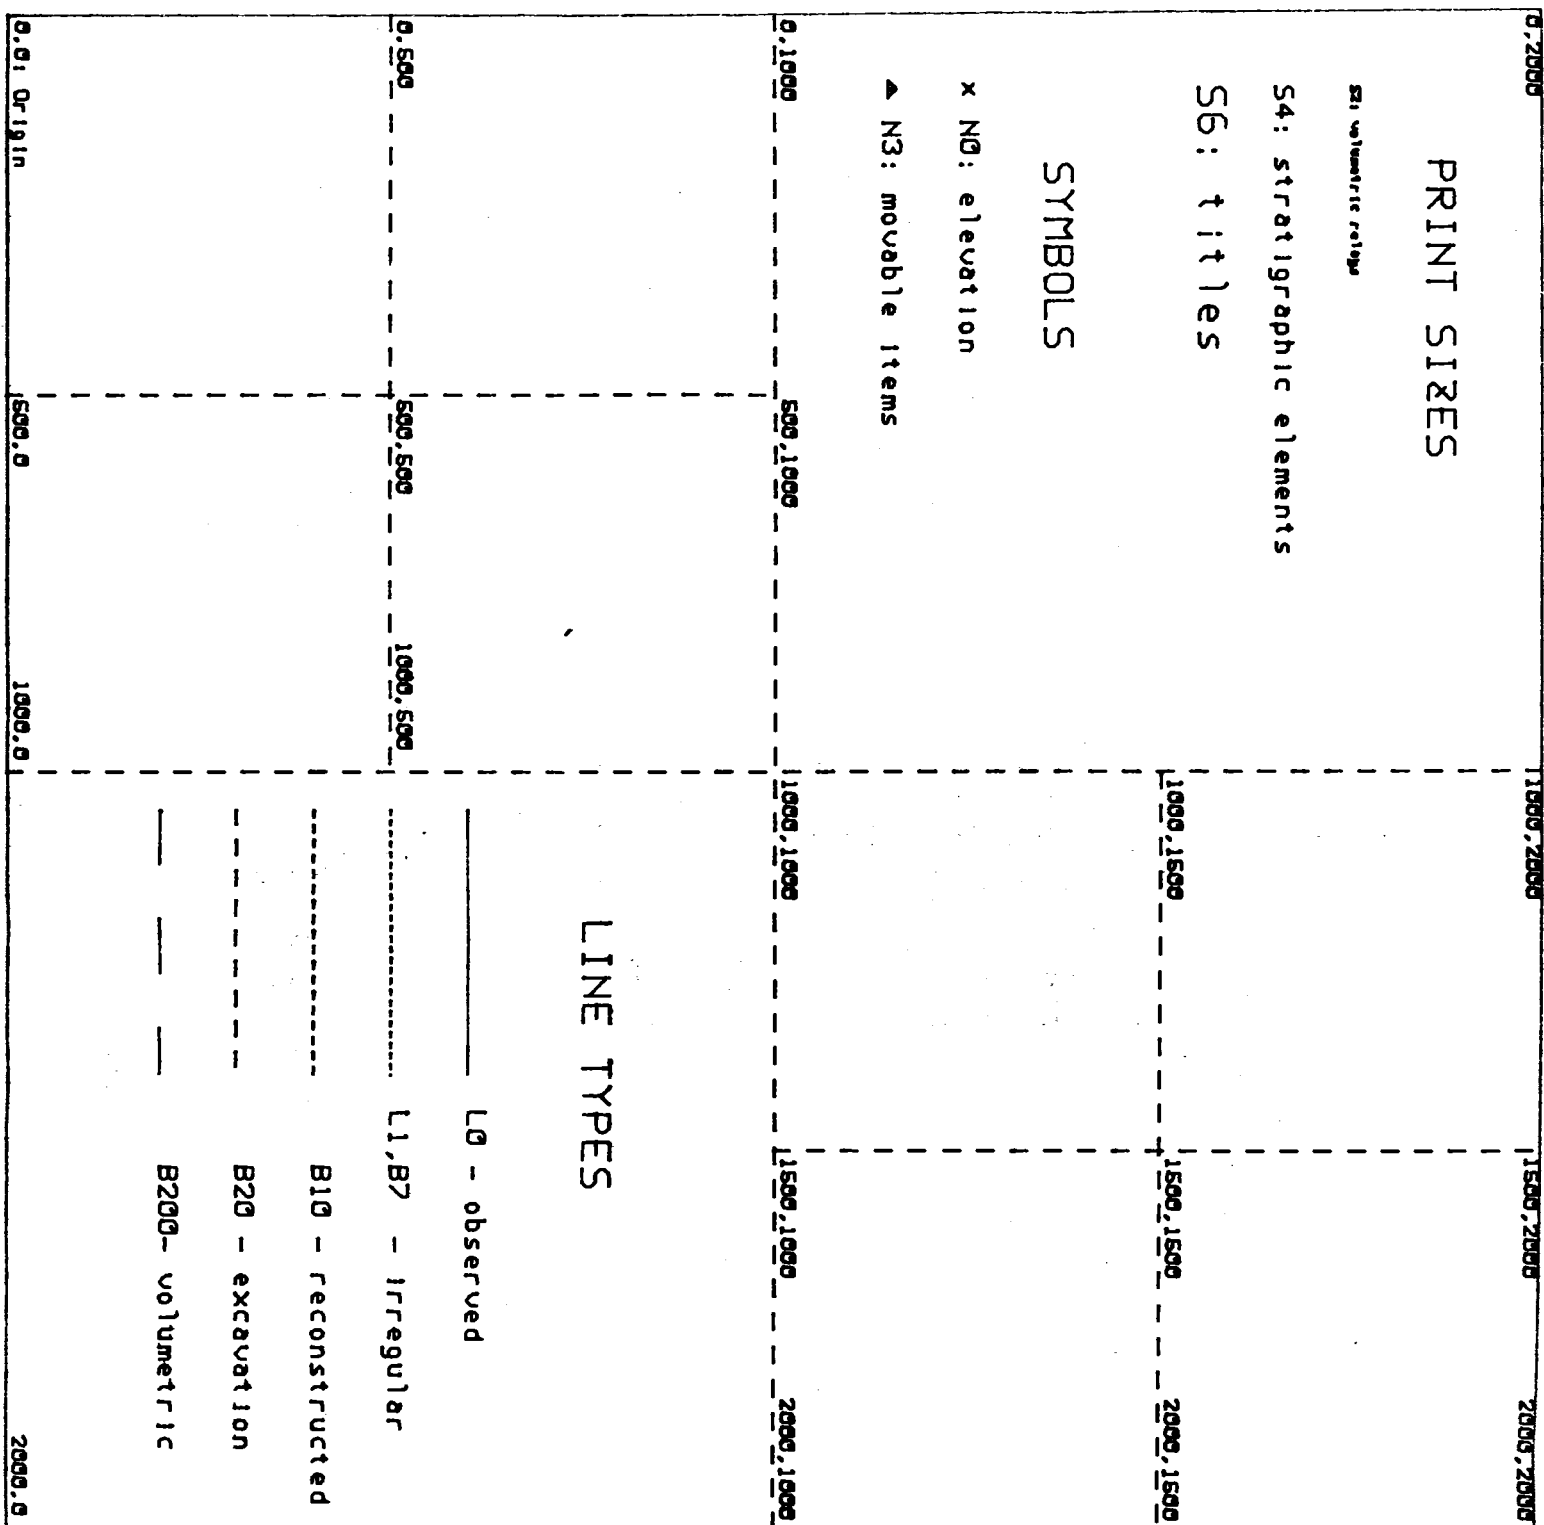 0,2000
1000,2000
1500,2000
2000,2000
PRINT SIZES
S2: volumetric
S4: stratigraphic elements
S6: titles
1000,1500
1500,1500
2000,1500
SYMBOLS
x N0: elevation
▲ N3: movable items
0,1000
500,1000
1000,1000
1500,1000
2000,1000
LINE TYPES
L0 - observed
0,500
500,500
1000,500
L1,B7 - irregular
B10 - reconstructed
B20 - excavation
B200- volumetric
0,0: Origin
500,0
1000,0
2000,0